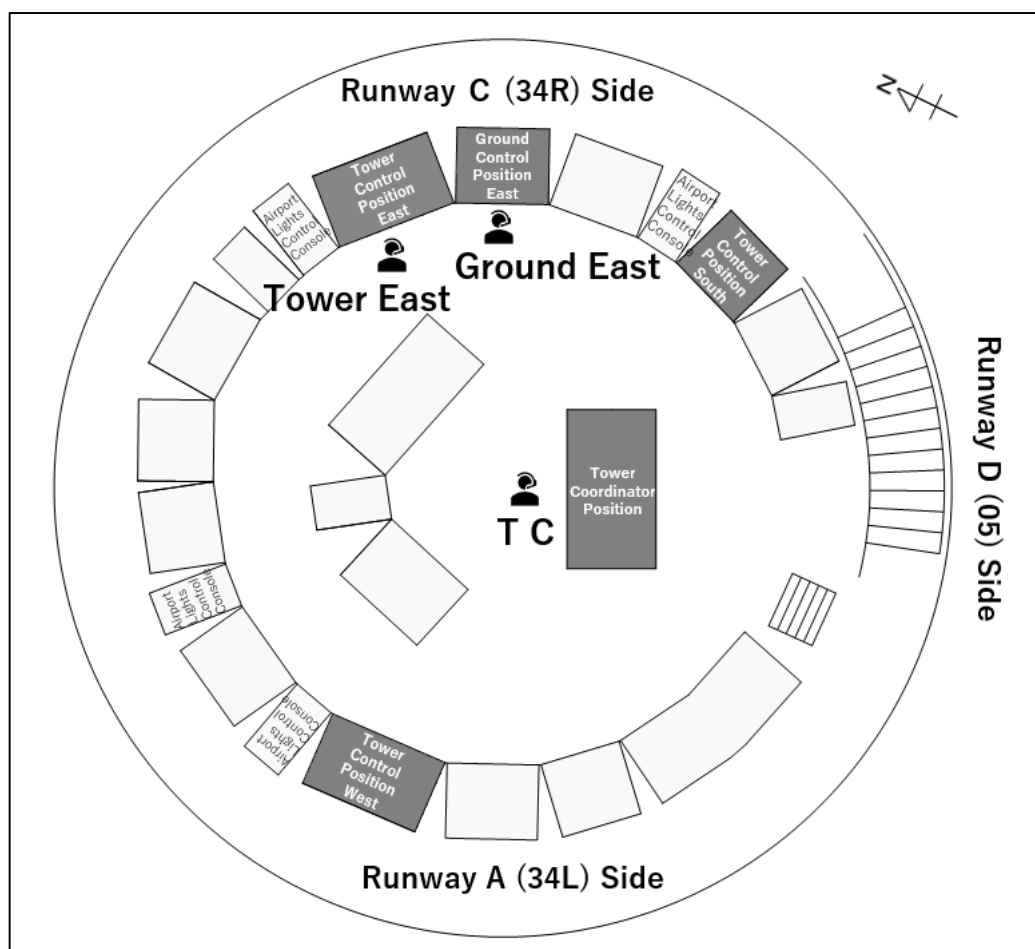 Runway C (34R) Side
N
Tower
Control
Position
East
Ground
Control
Position
East
Airport
Lights
Control
Console
Airport
Lights
Control
Console
Tower
Control
Position
South
Tower East
Ground East
Runway D (05) Side
Tower
Coordinator
Position
T C
Airport
Lights
Control
Console
Airport
Lights
Control
Console
Tower
Control
Position
West
Runway A (34L) Side